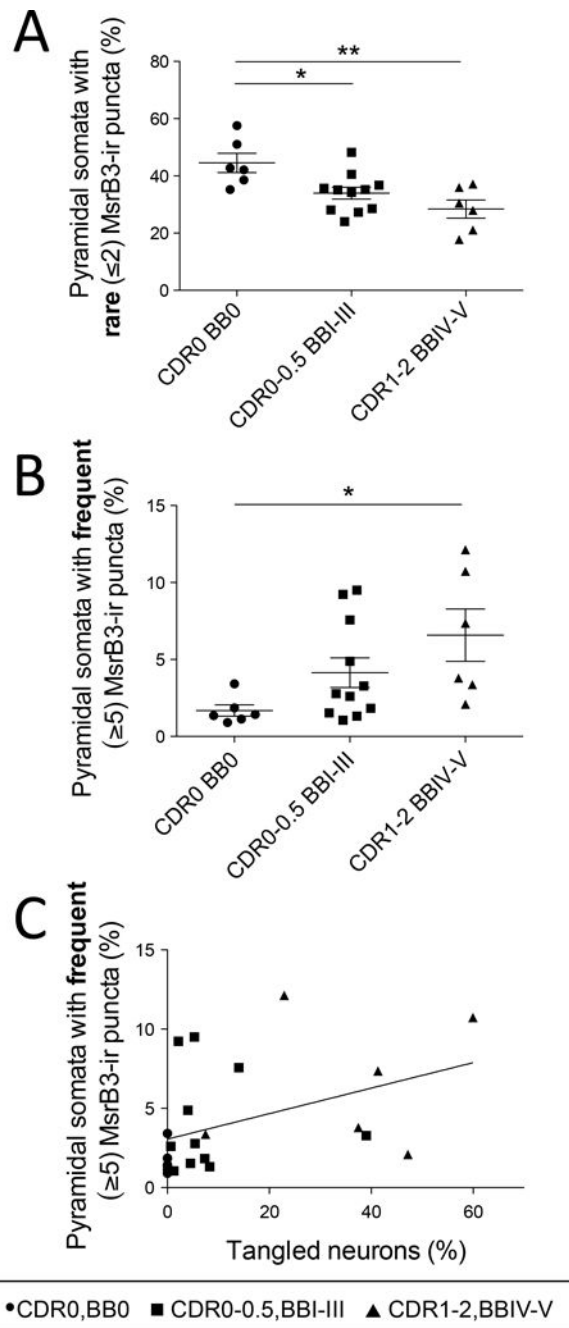 A
Pyramidal somata with
rare (≤2) MsrB3-ir puncta (%)
80
60
40
20
0
*
**
CDR0 BB0
CDR0-0.5 BBI-III
CDR1-2 BBIV-V
B
Pyramidal somata with frequent
(≥5) MsrB3-ir puncta (%)
15
10
5
0
*
CDR0 BB0
CDR0-0.5 BBI-III
CDR1-2 BBIV-V
C
Pyramidal somata with frequent
(≥5) MsrB3-ir puncta (%)
15
10
5
0
0 20 40 60
Tangled neurons (%)
CDR0,BB0 CDR0-0.5,BBI-III CDR1-2,BBIV-V